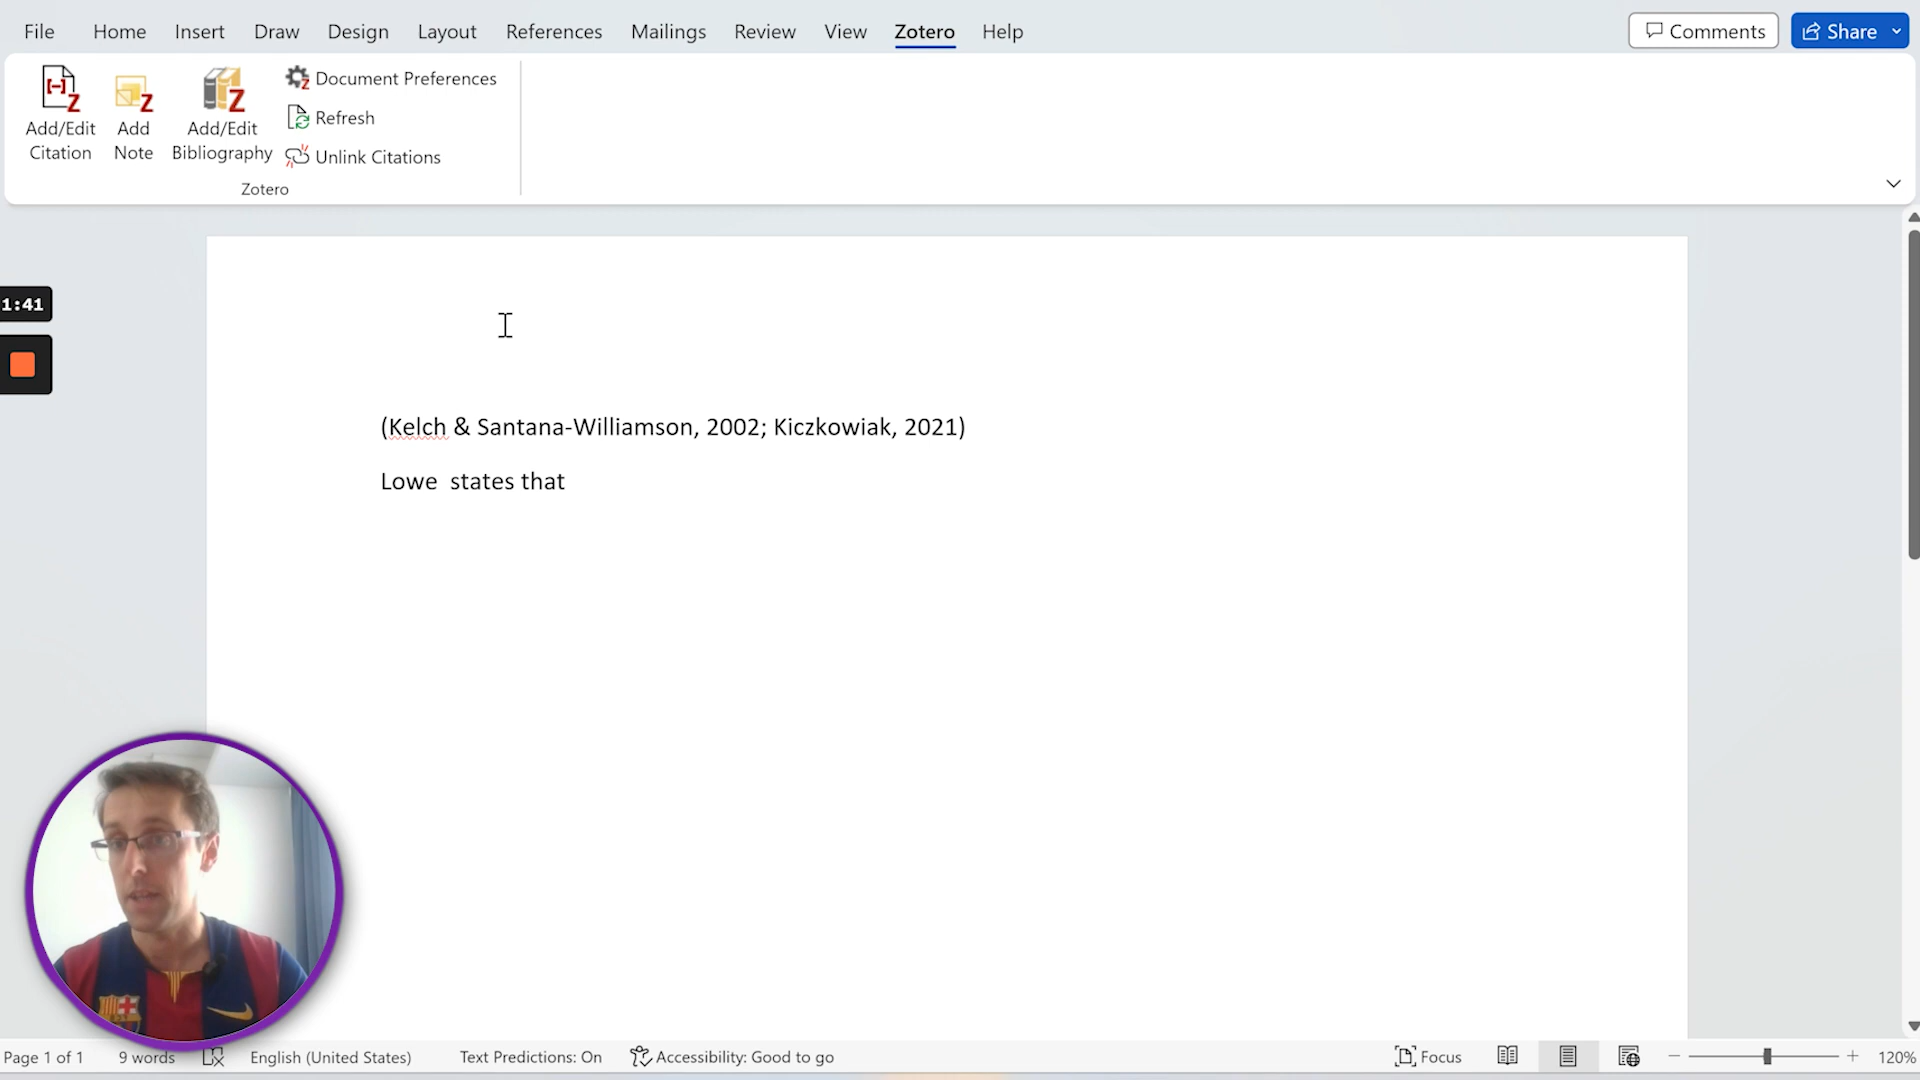 File Home Insert Draw Design Layout References Mailings Review View Zotero Help Comments Share
Add/Edit Citation
Add Note
Add/Edit Bibliography
Document Preferences
Refresh
Unlink Citations
Zotero
1:41
(Kelch & Santana-Williamson, 2002; Kiczkowiak, 2021)
Lowe  states that
Page 1 of 1 9 words English (United States) Text Predictions: On Accessibility: Good to go Focus 120%